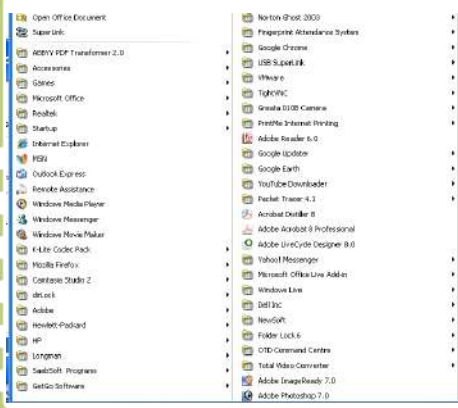 Open Office Document
SuperLink
ABBYY PDF Transformer 2.0
Accessories
Games
Microsoft Office
Realtek
Startup
Internet Explorer
MSN
Outlook Express
Remote Assistance
Windows Media Player
Windows Messenger
Windows Movie Maker
K-Lite Codec Pack
Mozilla Firefox
Camtasia Studio 2
dirLock
Adobe
Hewlett-Packard
HP
Longman
SaabSoft Programs
GetGo Software
Norton Ghost 2003
Fingerprint Attendance System
Google Chrome
USB SuperLink
VMware
TightVNC
Creata D10B Camera
PrintMe Internet Printing
Adobe Reader 6.0
Google Updater
Google Earth
YouTube Downloader
Packet Tracer 4.1
Acrobat Distiller 8
Adobe Acrobat 8 Professional
Adobe LiveCycle Designer 8.0
Yahoo! Messenger
Microsoft Office Live Add-in
Windows Live
Dell Inc
NewSoft
Folder Lock 6
Command Centre
Total Video Converter
Adobe ImageReady 7.0
Adobe Photoshop 7.0